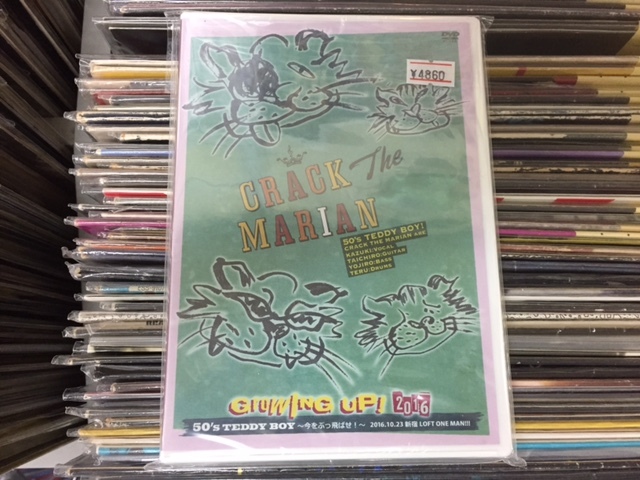 DVD
¥4860
CRACK The
MARIAN
50's TEDDY BOY!
CRACK THE MARIAN ARE
KAZUKI:VOCAL
TAICHIRO:GUITAR
YOJIRO:BASS
TERU:DRUMS
GROWING UP! 2016
50's TEDDY BOY ～今をぶっ飛ばせ！～ 2016.10.23 新宿 LOFT ONE MAN!!!